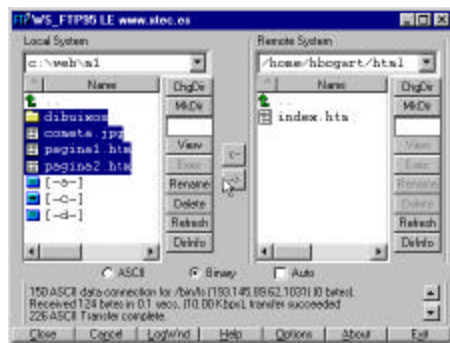 WS_FTP95 LE www.xtec.es
Local System
Remote System
c:\web\m1
/home/hbogart/html
Name
Name
ChgDir
ChgDir
MkDir
MkDir
..
..
dibuixos
index.htm
cometa.jpg
pagina1.htm
pagina2.htm
[-a-]
[-c-]
[-d-]
View
View
Exec
Exec
Rename
Rename
Delete
Delete
Refresh
Refresh
DirInfo
DirInfo
<-
->
ASCII
Binary
Auto
150 ASCII data connection for /bin/ls (193.145.88.62,1031) (0 bytes).
Received 124 bytes in 0.1 secs, (10.00 Kbps), transfer succeeded
226 ASCII Transfer complete.
Close
Cancel
LogWnd
Help
Options
About
Exit